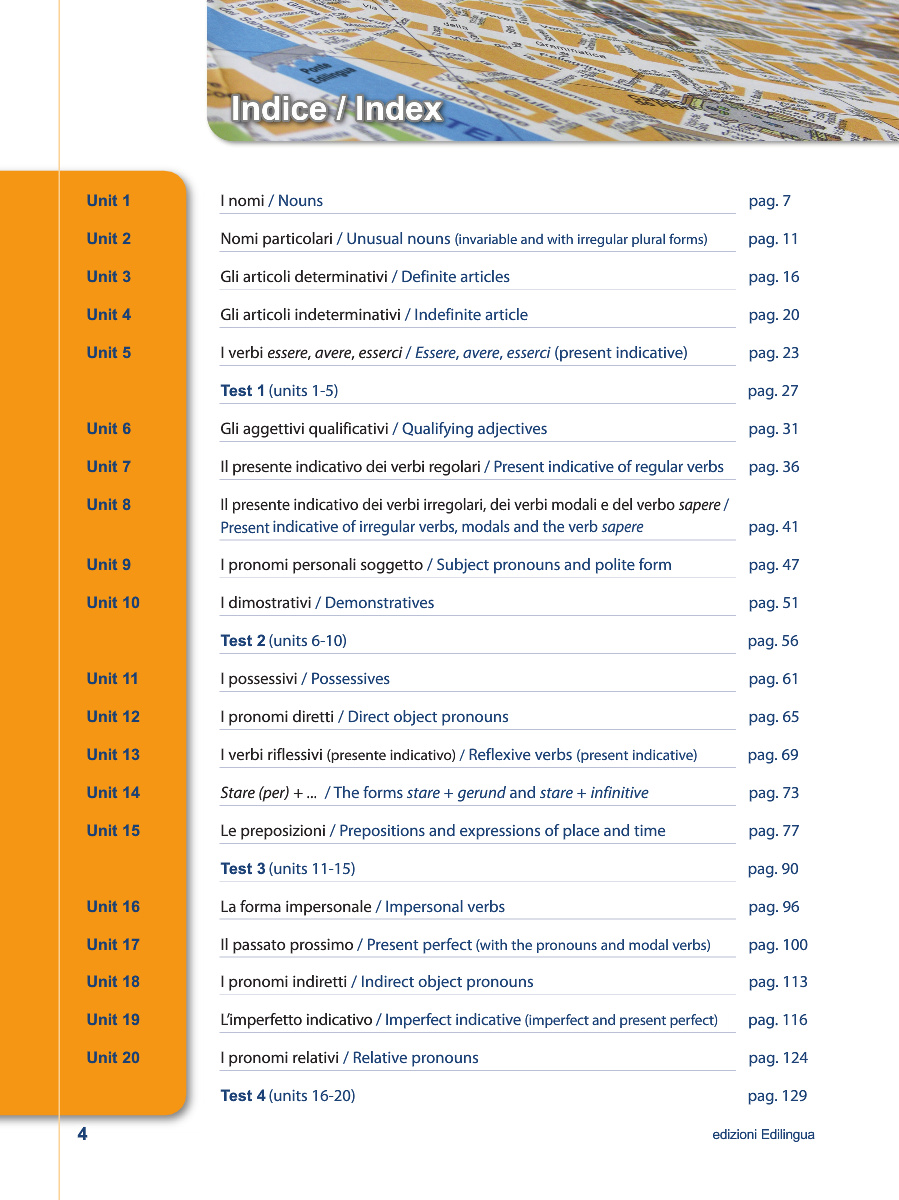 Ponte
Edilingua
Grammatica
Indice / Index
Unit 1 I nomi / Nouns pag. 7
Unit 2 Nomi particolari / Unusual nouns (invariable and with irregular plural forms) pag. 11
Unit 3 Gli articoli determinativi / Definite articles pag. 16
Unit 4 Gli articoli indeterminativi / Indefinite article pag. 20
Unit 5 I verbi essere, avere, esserci / Essere, avere, esserci (present indicative) pag. 23
Test 1 (units 1-5) pag. 27
Unit 6 Gli aggettivi qualificativi / Qualifying adjectives pag. 31
Unit 7 Il presente indicativo dei verbi regolari / Present indicative of regular verbs pag. 36
Unit 8 Il presente indicativo dei verbi irregolari, dei verbi modali e del verbo sapere /
Present indicative of irregular verbs, modals and the verb sapere pag. 41
Unit 9 I pronomi personali soggetto / Subject pronouns and polite form pag. 47
Unit 10 I dimostrativi / Demonstratives pag. 51
Test 2 (units 6-10) pag. 56
Unit 11 I possessivi / Possessives pag. 61
Unit 12 I pronomi diretti / Direct object pronouns pag. 65
Unit 13 I verbi riflessivi (presente indicativo) / Reflexive verbs (present indicative) pag. 69
Unit 14 Stare (per) + ... / The forms stare + gerund and stare + infinitive pag. 73
Unit 15 Le preposizioni / Prepositions and expressions of place and time pag. 77
Test 3 (units 11-15) pag. 90
Unit 16 La forma impersonale / Impersonal verbs pag. 96
Unit 17 Il passato prossimo / Present perfect (with the pronouns and modal verbs) pag. 100
Unit 18 I pronomi indiretti / Indirect object pronouns pag. 113
Unit 19 L'imperfetto indicativo / Imperfect indicative (imperfect and present perfect) pag. 116
Unit 20 I pronomi relativi / Relative pronouns pag. 124
Test 4 (units 16-20) pag. 129
4 edizioni Edilingua